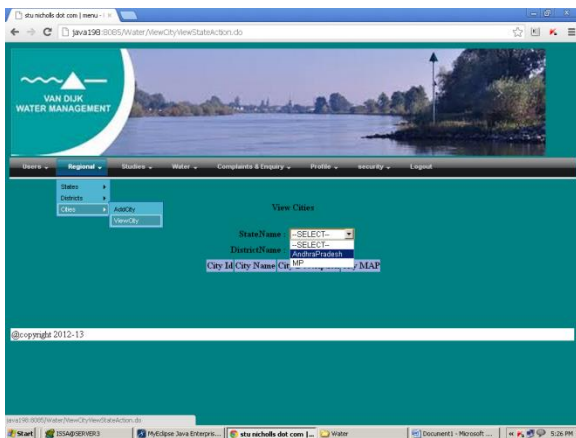 stu nicholls dot com | menu -
java198:8085/Water/ViewCityViewStateAction.do
VAN DIJK
WATER MANAGEMENT
Users Regional Studies Water Complaints & Enquiry Profile security Logout
States
Districts
Cities
AddCity
ViewCity
View Cities
StateName : --SELECT--
--SELECT--
AndhraPradesh
MP
DistrictName :
City Id City Name City MAP
@copyright 2012-13
java198:8085/Water/ViewCityViewStateAction.do
Start ISSA@SERVER3 MyEclipse Java Enterpris... stu nicholls dot com |... Water Document1 - Microsoft ... 5:26 PM